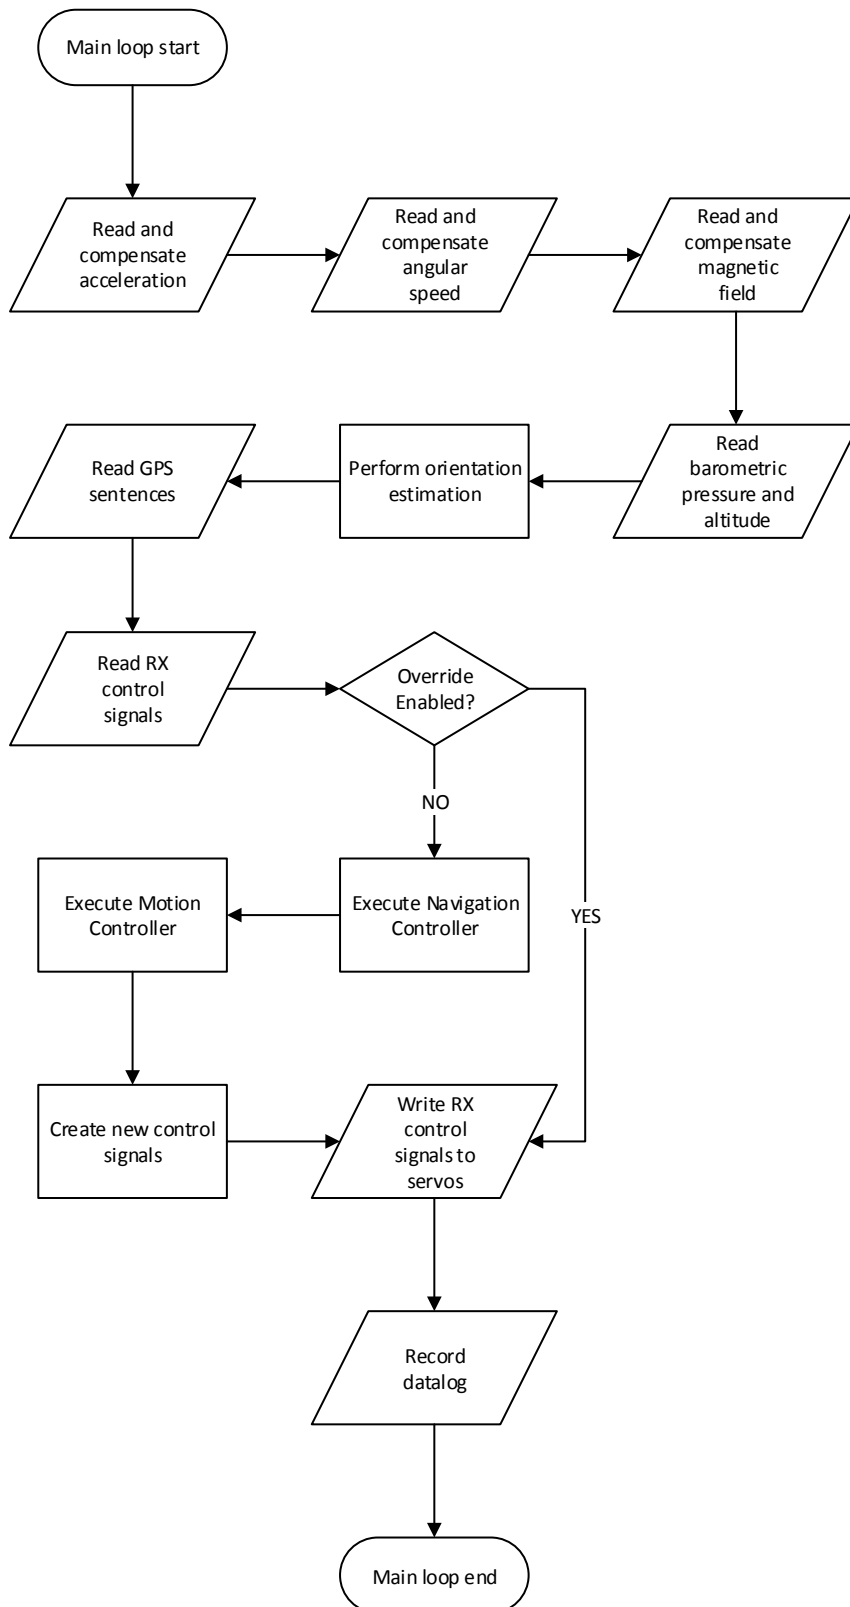 Main loop start
Read and
compensate
acceleration
Read and
compensate
angular
speed
Read and
compensate
magnetic
field
Read
barometric
pressure and
altitude
Perform orientation
estimation
Read GPS
sentences
Read RX
control
signals
Override
Enabled?
NO
YES
Execute Navigation
Controller
Execute Motion
Controller
Create new control
signals
Write RX
control
signals to
servos
Record
datalog
Main loop end